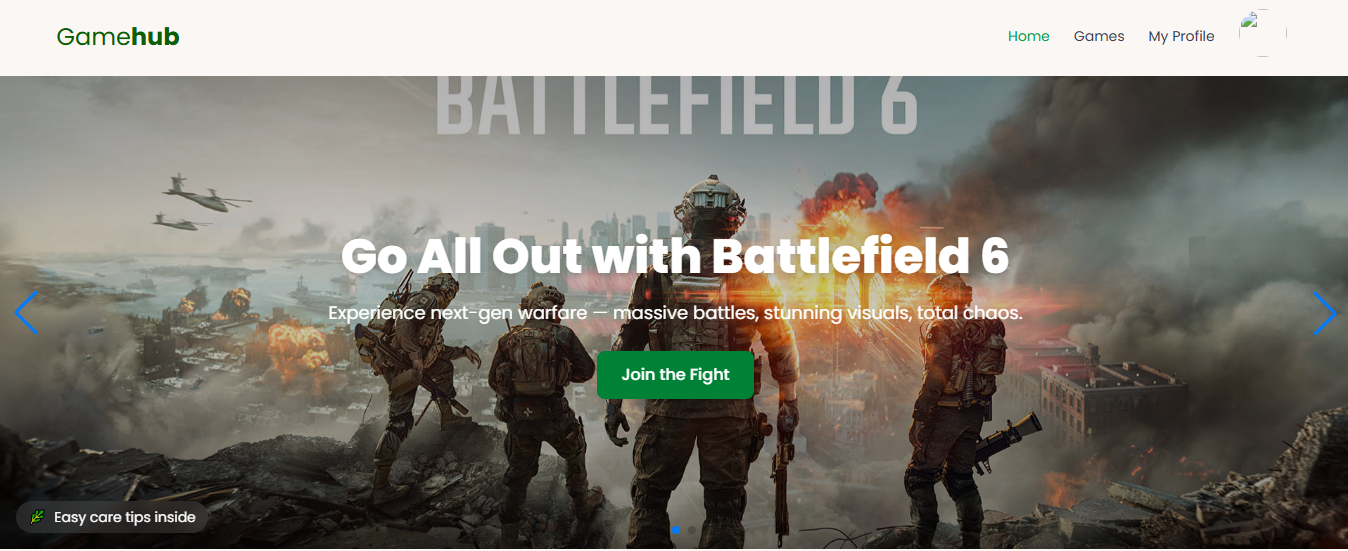 Gamehub
Home Games My Profile
BATTLEFIELD 6
Go All Out with Battlefield 6
Experience next-gen warfare — massive battles, stunning visuals, total chaos.
Join the Fight
Easy care tips inside